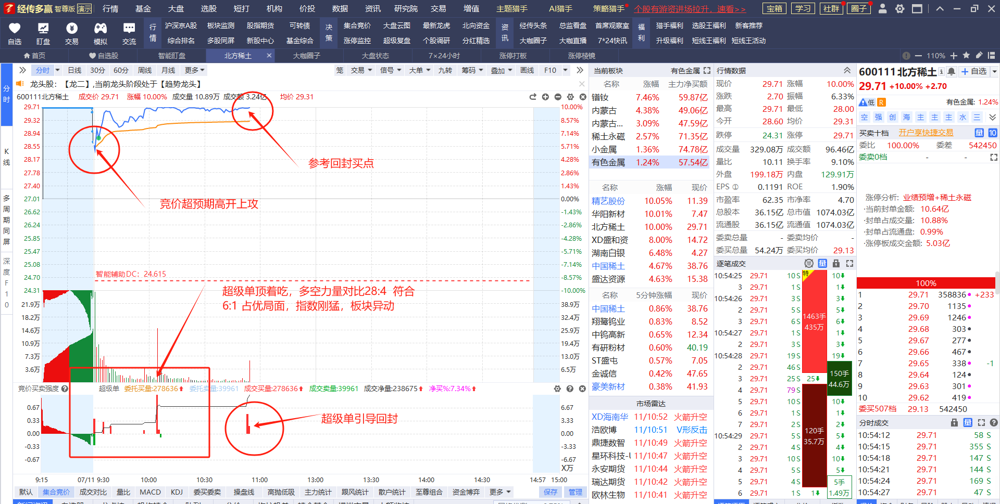 经传多赢 智尊版 演示 行情 基金 大盘 选股 短打 机构 价投 数据 资讯 研究院 交易 增值 主题猎手 AI猎手 策略猎手 个股有游资进场拉升，速看>> 宝箱 学习 社群 圈子
自选 盯盘 交易 模拟 交流
行情 沪深京A股 板块监测 股指期货 可转债 决策 集合竞价 大盘云图 最新龙虎 北向资金 资讯 经传头条 总监看盘 首席观察室 福利 猎手福利 选股王福利 新客推荐
综合排名 多股同屏 新股中心 基金综合 涨停监控 超级复盘 个股调研 分红精选 大咖圈子 大咖直播 7*24快讯 升级福利 短线王福利 短线王活动
首页 自选股 智能盯盘 北方稀土 大咖圈子 大盘状态 7×24小时 涨停打板 涨停棱镜 110%
分时 K线 多周期同屏 深度F10
分时 日线 30分 60分 周线 月线 更多 笼 交易 信号 大单 九转 筹码 叠加 画线 F10
龙头股：【龙二】,当前龙头阶段处于【趋势龙头】
600111北方稀土 成交价 29.71 涨幅 10.00% 成交量 10.89万 成交额 3.24亿 均价 29.31
29.71 10.00%
29.32 8.57%
28.94 7.14%
28.55 5.71%
28.17 4.28%
27.78 2.86%
27.40 1.43%
27.01 0.00%
26.62 -1.43%
26.24 -2.86%
25.85 -4.28%
25.47 -5.71%
25.08 -7.14%
24.70 -8.57%
24.31 -10.00%
21.9万 38.9万
18.2万 32.4万
14.6万 25.9万
10.9万 19.4万
7.3万 13.0万
3.6万 6.5万
参考回封买点
竞价超预期高开上攻
智能辅助DC：24.615
超级单顶着吃，多空力量对比28:4 符合
6:1 占优局面，指数刚猛，板块异动
竞价买卖强度 超级单 委托买量:278636 委托卖量:39961 成交买量:278636 成交卖量:39961 成交净量:238675 净买%:7.34%
0.67 6.67
0.33 3.33
0.00 0.00
-0.33 -3.33
-0.67 -6.67
X万
超级单引导回封
9:15 07/11 9:30 10:00 10:30 11:00 13:00 13:30 14:00 14:30 14:57 15:00
默认 集合竞价 成交对比 量比 MACD KDJ 委买委卖 操盘线 高抛低吸 主力统计 跟风统计 散户统计 至尊组合 资金博弈 更多 保存 管理
当前板块 有色金属
名称 涨幅 主力净买额
镨钕 7.46% 59.87亿
内蒙古 4.38% 49.06亿
内蒙古... 3.09% 47.59亿
稀土永磁 2.57% 71.35亿
小金属 1.36% 74.78亿
有色金属 1.24% 57.54亿
名称 涨幅 现价
精艺股份 10.05% 11.39
华阳新材 10.01% 7.47
北方稀土 10.00% 29.71
XD盛和资 8.00% 14.72
湖南白银 6.48% 4.27
中国稀土 4.67% 38.76
盛达资源 4.63% 15.38
名称 5分钟涨幅 现价
中国稀土 0.86% 38.76
翔鹭钨业 0.83% 8.52
中钨高新 0.65% 12.34
有研粉材 0.60% 40.19
ST盛屯 0.57% 7.05
金诚信 0.42% 47.65
豪美新材 0.38% 41.93
市场雷达
XD海南华 11/10:52 火箭升空
浩欧博 11/10:51 V形反击
鼎捷数智 11/10:49 火箭升空
星环科技-U 11/10:47 火箭升空
永安期货 11/10:44 火箭升空
瑞达期货 11/10:42 火箭升空
欧林生物 11/10:41 火箭升空
行情数据
现价 29.71 涨幅 10.00%
涨跌 2.70 振幅 6.33%
最高 29.71 最低 28.00
今开 28.60 均价 29.31
跌停 24.31 涨停 29.71
成交量 329.08万 成交额 96.46亿
量比 10.11 换手率 9.10%
外盘 199.18万 内盘 129.91万
EPS ① 0.1191 ROE 1.90%
市盈率 62.35 市净率 4.70
总股本 36.15亿 总市值 1074.03亿
流通股 36.15亿 流通值 1074.03亿
委卖总量 - 委卖均价 -
委买总量 54.24万 委买均价 29.13
逐笔成交 量
10:54:25 29.71 10 S 10
3 29.71 1 S 1
10:54:26 29.71 3 S 3
2 29.71 5 S 5
3 29.71 6 S 6
10:54:27 29.71 1 S 1
2 29.71 3 S 3
10:54:28 29.71 19 S 19
2 29.71 46 S
3 29.71 25 S 25
4 29.71 79 S
5 29.71 10 S 10
6 29.71 1 S 1
7 29.71 2 S 2
10:54:29 29.71 5 S 5
2 29.71 4 S 4
3 29.71 10 S 10
4 29.71 5 S 5
5 29.71 4 S
6 29.71 1 S 1
特
1463手
435万
150手
44.6万
120手
35.7万
5手
1.49万
600111 北方稀土 自选
29.71 +10.00% +2.70
低 R 有色金属: 1.24%
空 强 创 海 主 主 主 水 三
买卖十档 开户享快捷交易 量 10
委比 100.00% 委差 542450
委卖0档 - -
涨停分析: 业绩预增+稀土永磁
·当前封单金额: 10.64亿
·封单占成交量: 10.88%
·封单占流通盘: 0.99%
·涨停板成交金额: 5.03亿
100%
1 29.71 358836 +233
2 29.70 1135
3 29.69 1246
4 29.68 303
5 29.67 277
6 29.66 467
7 29.65 338 -1
8 29.64 124
9 29.63 301
10 29.62 419
委买507档 29.13 542450
分时成交 量
10:54:12 29.71 58 S
10:54:15 29.71 355 S
10:54:18 29.71 147 S
10:54:21 29.71 144 S
10:54:24 29.71 169 S
10:54:27 29.71 47 S